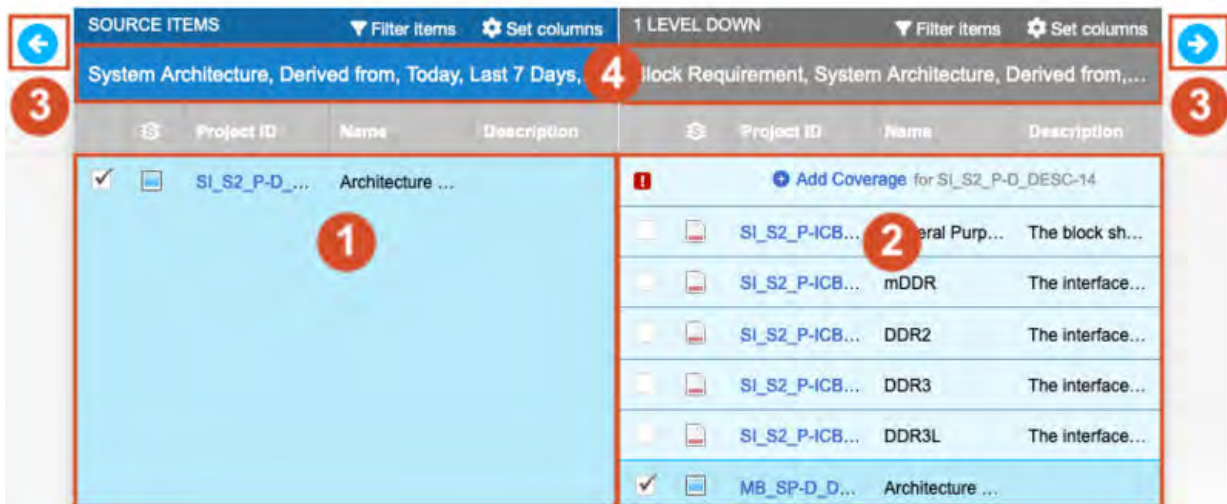 SOURCE ITEMS Filter items Set columns 1 LEVEL DOWN Filter items Set columns
System Architecture, Derived from, Today, Last 7 Days, 4 Block Requirement, System Architecture, Derived from,...
3 3
Project ID Name Description Project ID Name Description
SI_S2_P-D_... Architecture ... Add Coverage for SI_S2_P-D_DESC-14
1 SI_S2_P-ICB... 2 eral Purp... The block sh...
SI_S2_P-ICB... mDDR The interface...
SI_S2_P-ICB... DDR2 The interface...
SI_S2_P-ICB... DDR3 The interface...
SI_S2_P-ICB... DDR3L The interface...
MB_SP-D_D... Architecture ...